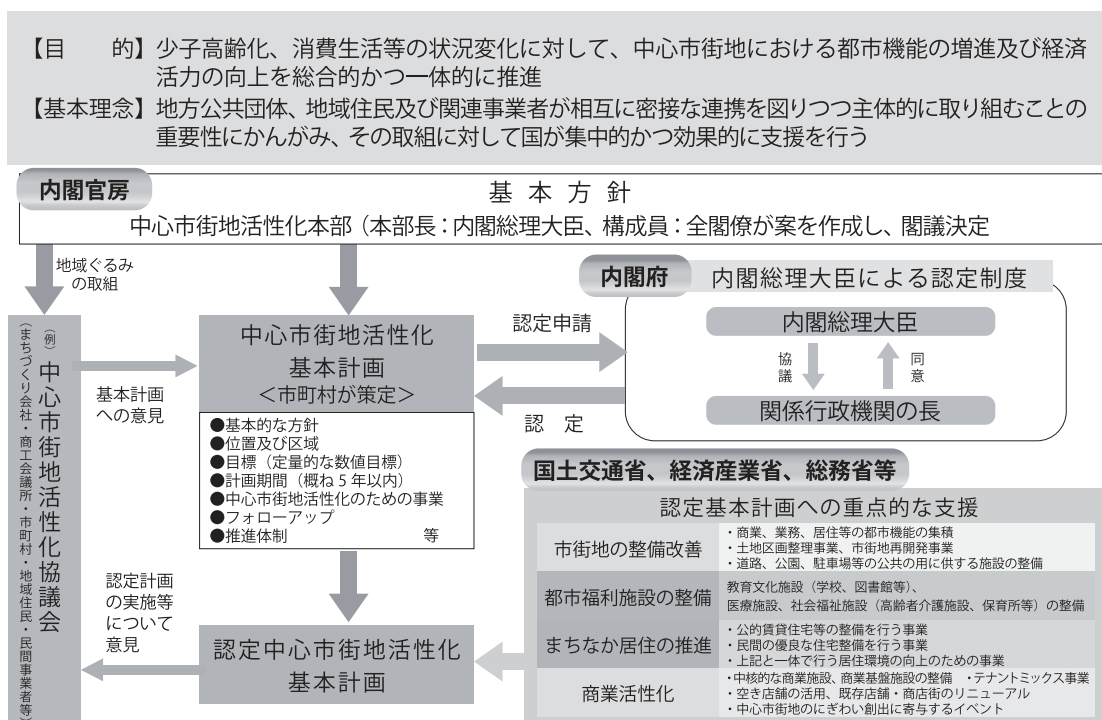 【目　　的】少子高齢化、消費生活等の状況変化に対して、中心市街地における都市機能の増進及び経済
活力の向上を総合的かつ一体的に推進
【基本理念】地方公共団体、地域住民及び関連事業者が相互に密接な連携を図りつつ主体的に取り組むことの
重要性にかんがみ、その取組に対して国が集中的かつ効果的に支援を行う
内閣官房
基 本 方 針
中心市街地活性化本部（本部長：内閣総理大臣、構成員：全閣僚が案を作成し、閣議決定
地域ぐるみ
の取組
内閣府
内閣総理大臣による認定制度
内閣総理大臣
協議
同意
関係行政機関の長
認定申請
認　定
（例）中心市街地活性化協議会
（まちづくり会社・商工会議所・市町村・地域住民・民間事業者等）
基本計画
への意見
中心市街地活性化
基本計画
＜市町村が策定＞
●基本的な方針
●位置及び区域
●目標（定量的な数値目標）
●計画期間（概ね 5 年以内）
●中心市街地活性化のための事業
●フォローアップ
●推進体制　　　　　　等
認定計画
の実施等
について
意見
認定中心市街地活性化
基本計画
国土交通省、経済産業省、総務省等
認定基本計画への重点的な支援
市街地の整備改善
・商業、業務、居住等の都市機能の集積
・土地区画整理事業、市街地再開発事業
・道路、公園、駐車場等の公共の用に供する施設の整備
都市福利施設の整備
教育文化施設（学校、図書館等）、
医療施設、社会福祉施設（高齢者介護施設、保育所等）の整備
まちなか居住の推進
・公的賃貸住宅等の整備を行う事業
・民間の優良な住宅整備を行う事業
・上記と一体で行う居住環境の向上のための事業
商業活性化
・中核的な商業施設、商業基盤施設の整備　・テナントミックス事業
・空き店舗の活用、既存店舗・商店街のリニューアル
・中心市街地のにぎわい創出に寄与するイベント